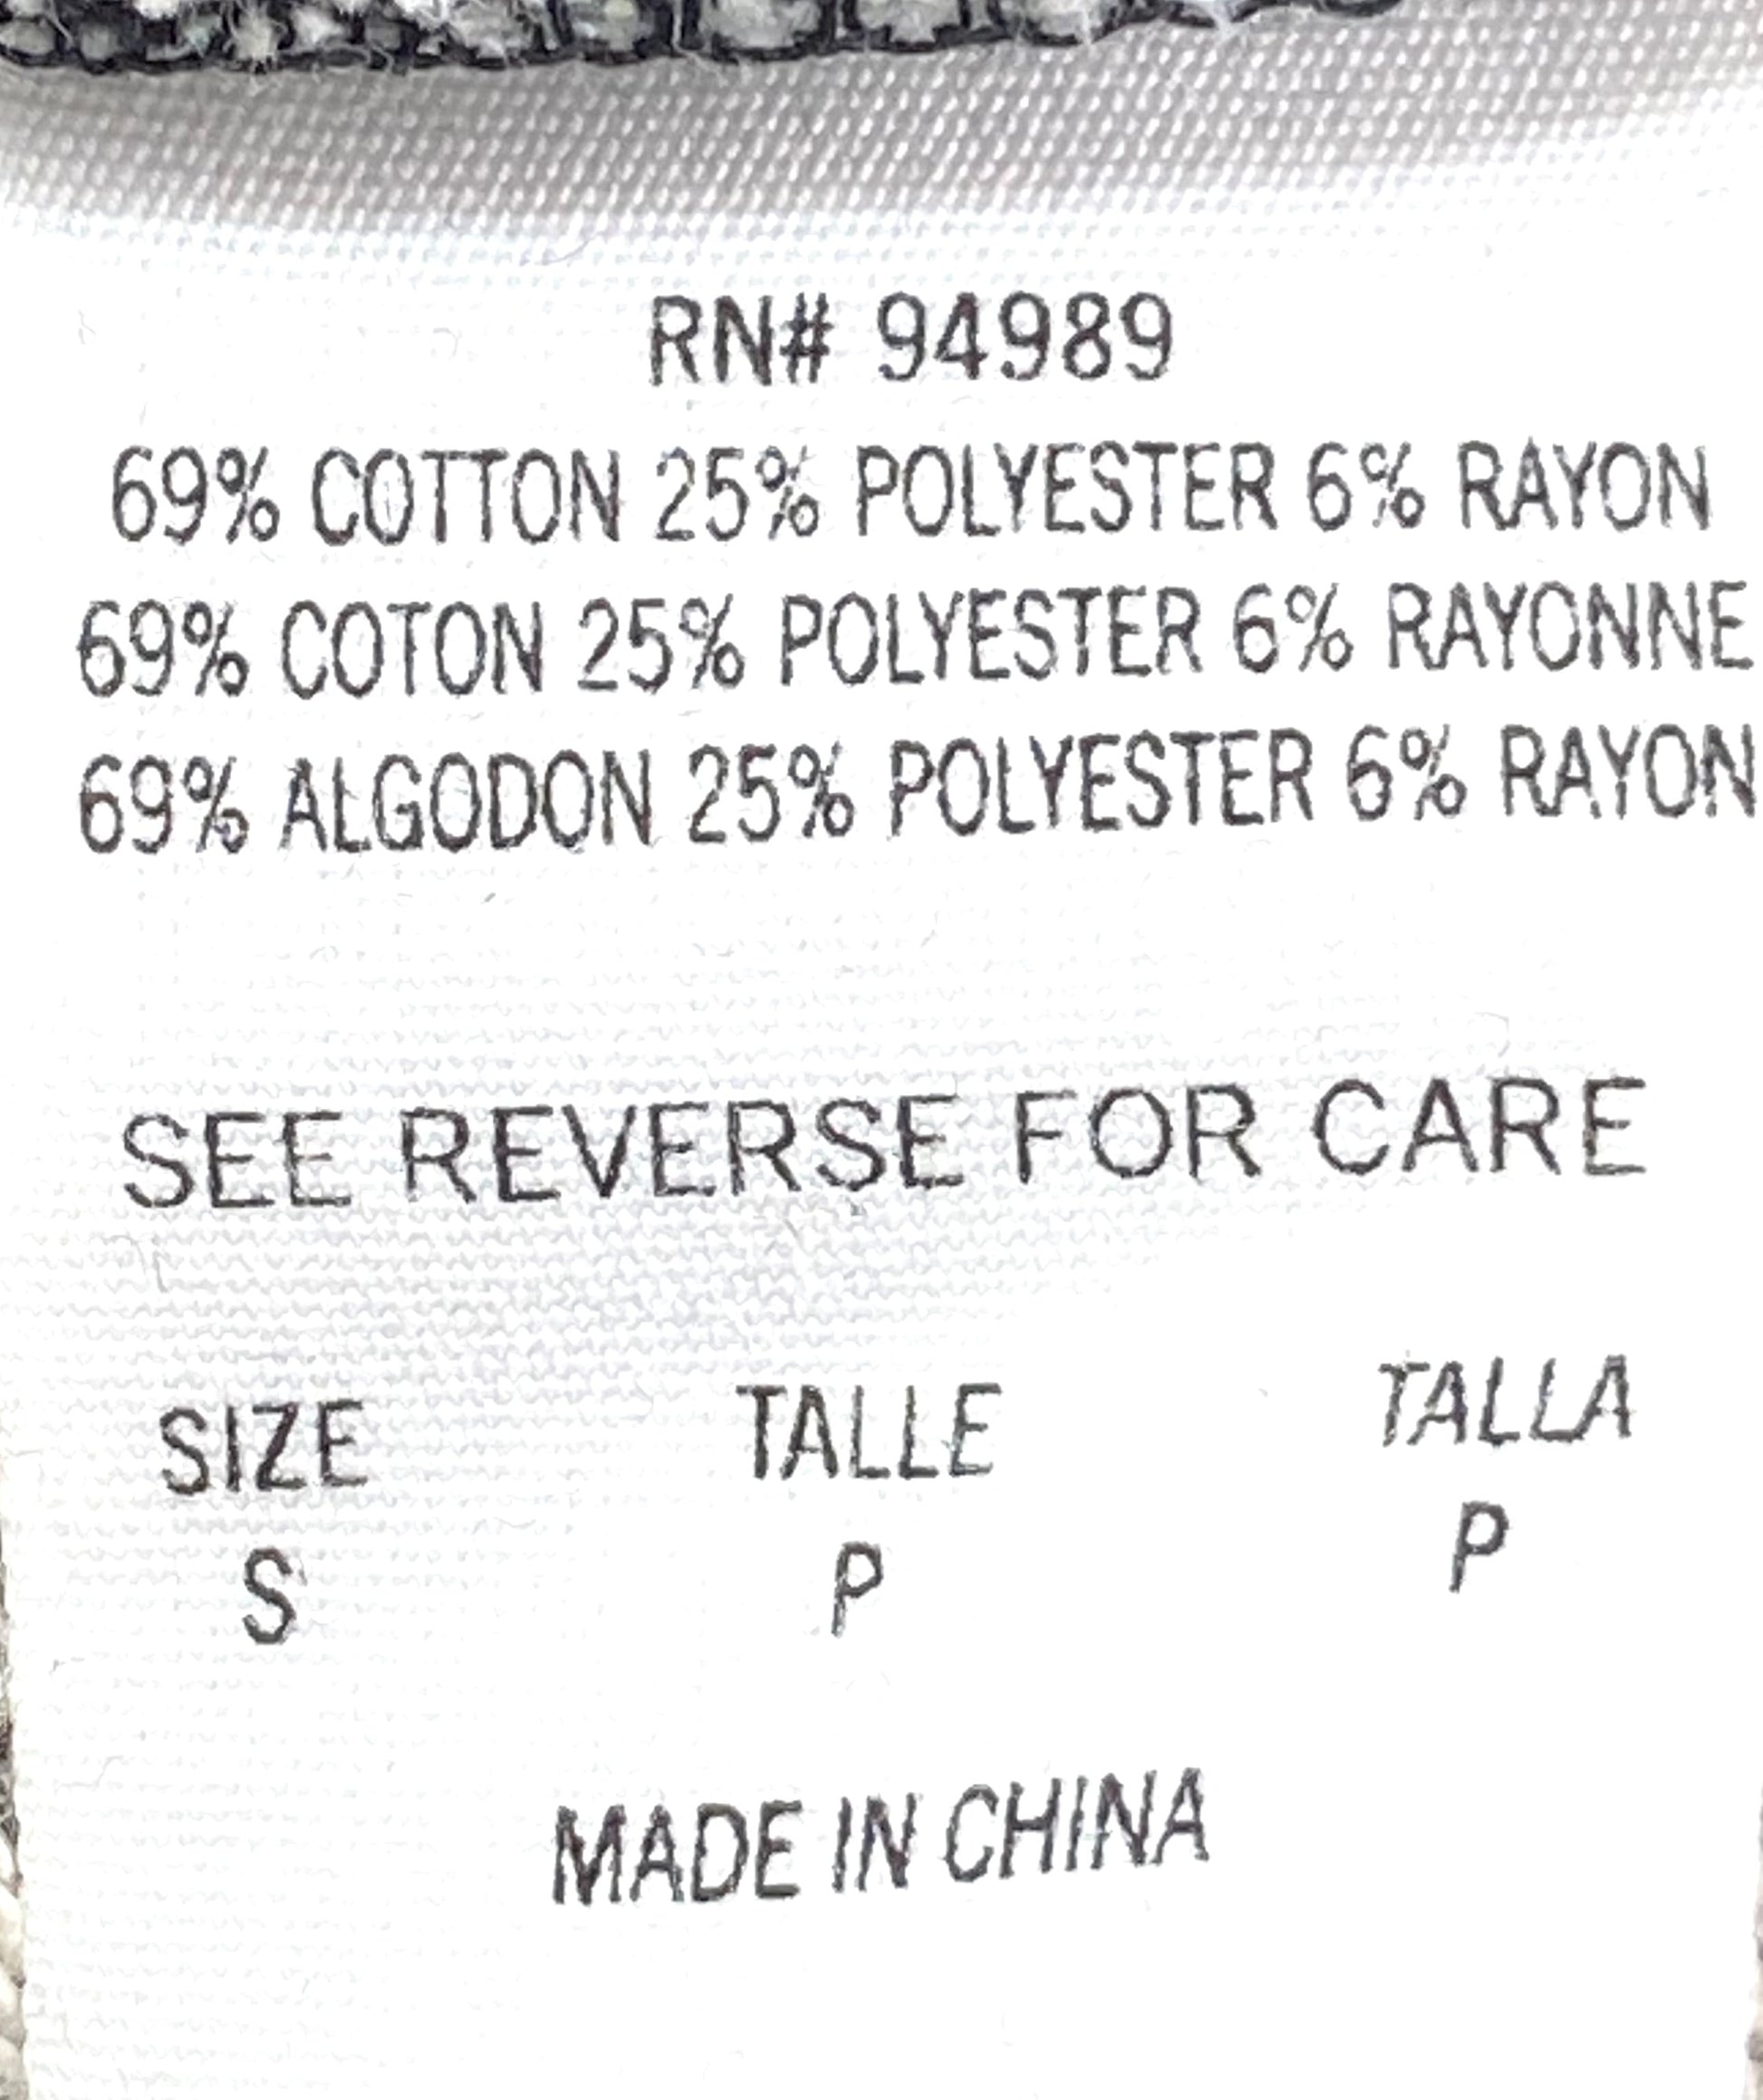 RN# 94989
69% COTTON 25% POLYESTER 6% RAYON
69% COTON 25% POLYESTER 6% RAYONNE
69% ALGODON 25% POLYESTER 6% RAYON
SEE REVERSE FOR CARE
SIZE TALLE TALLA
S P P
MADE IN CHINA